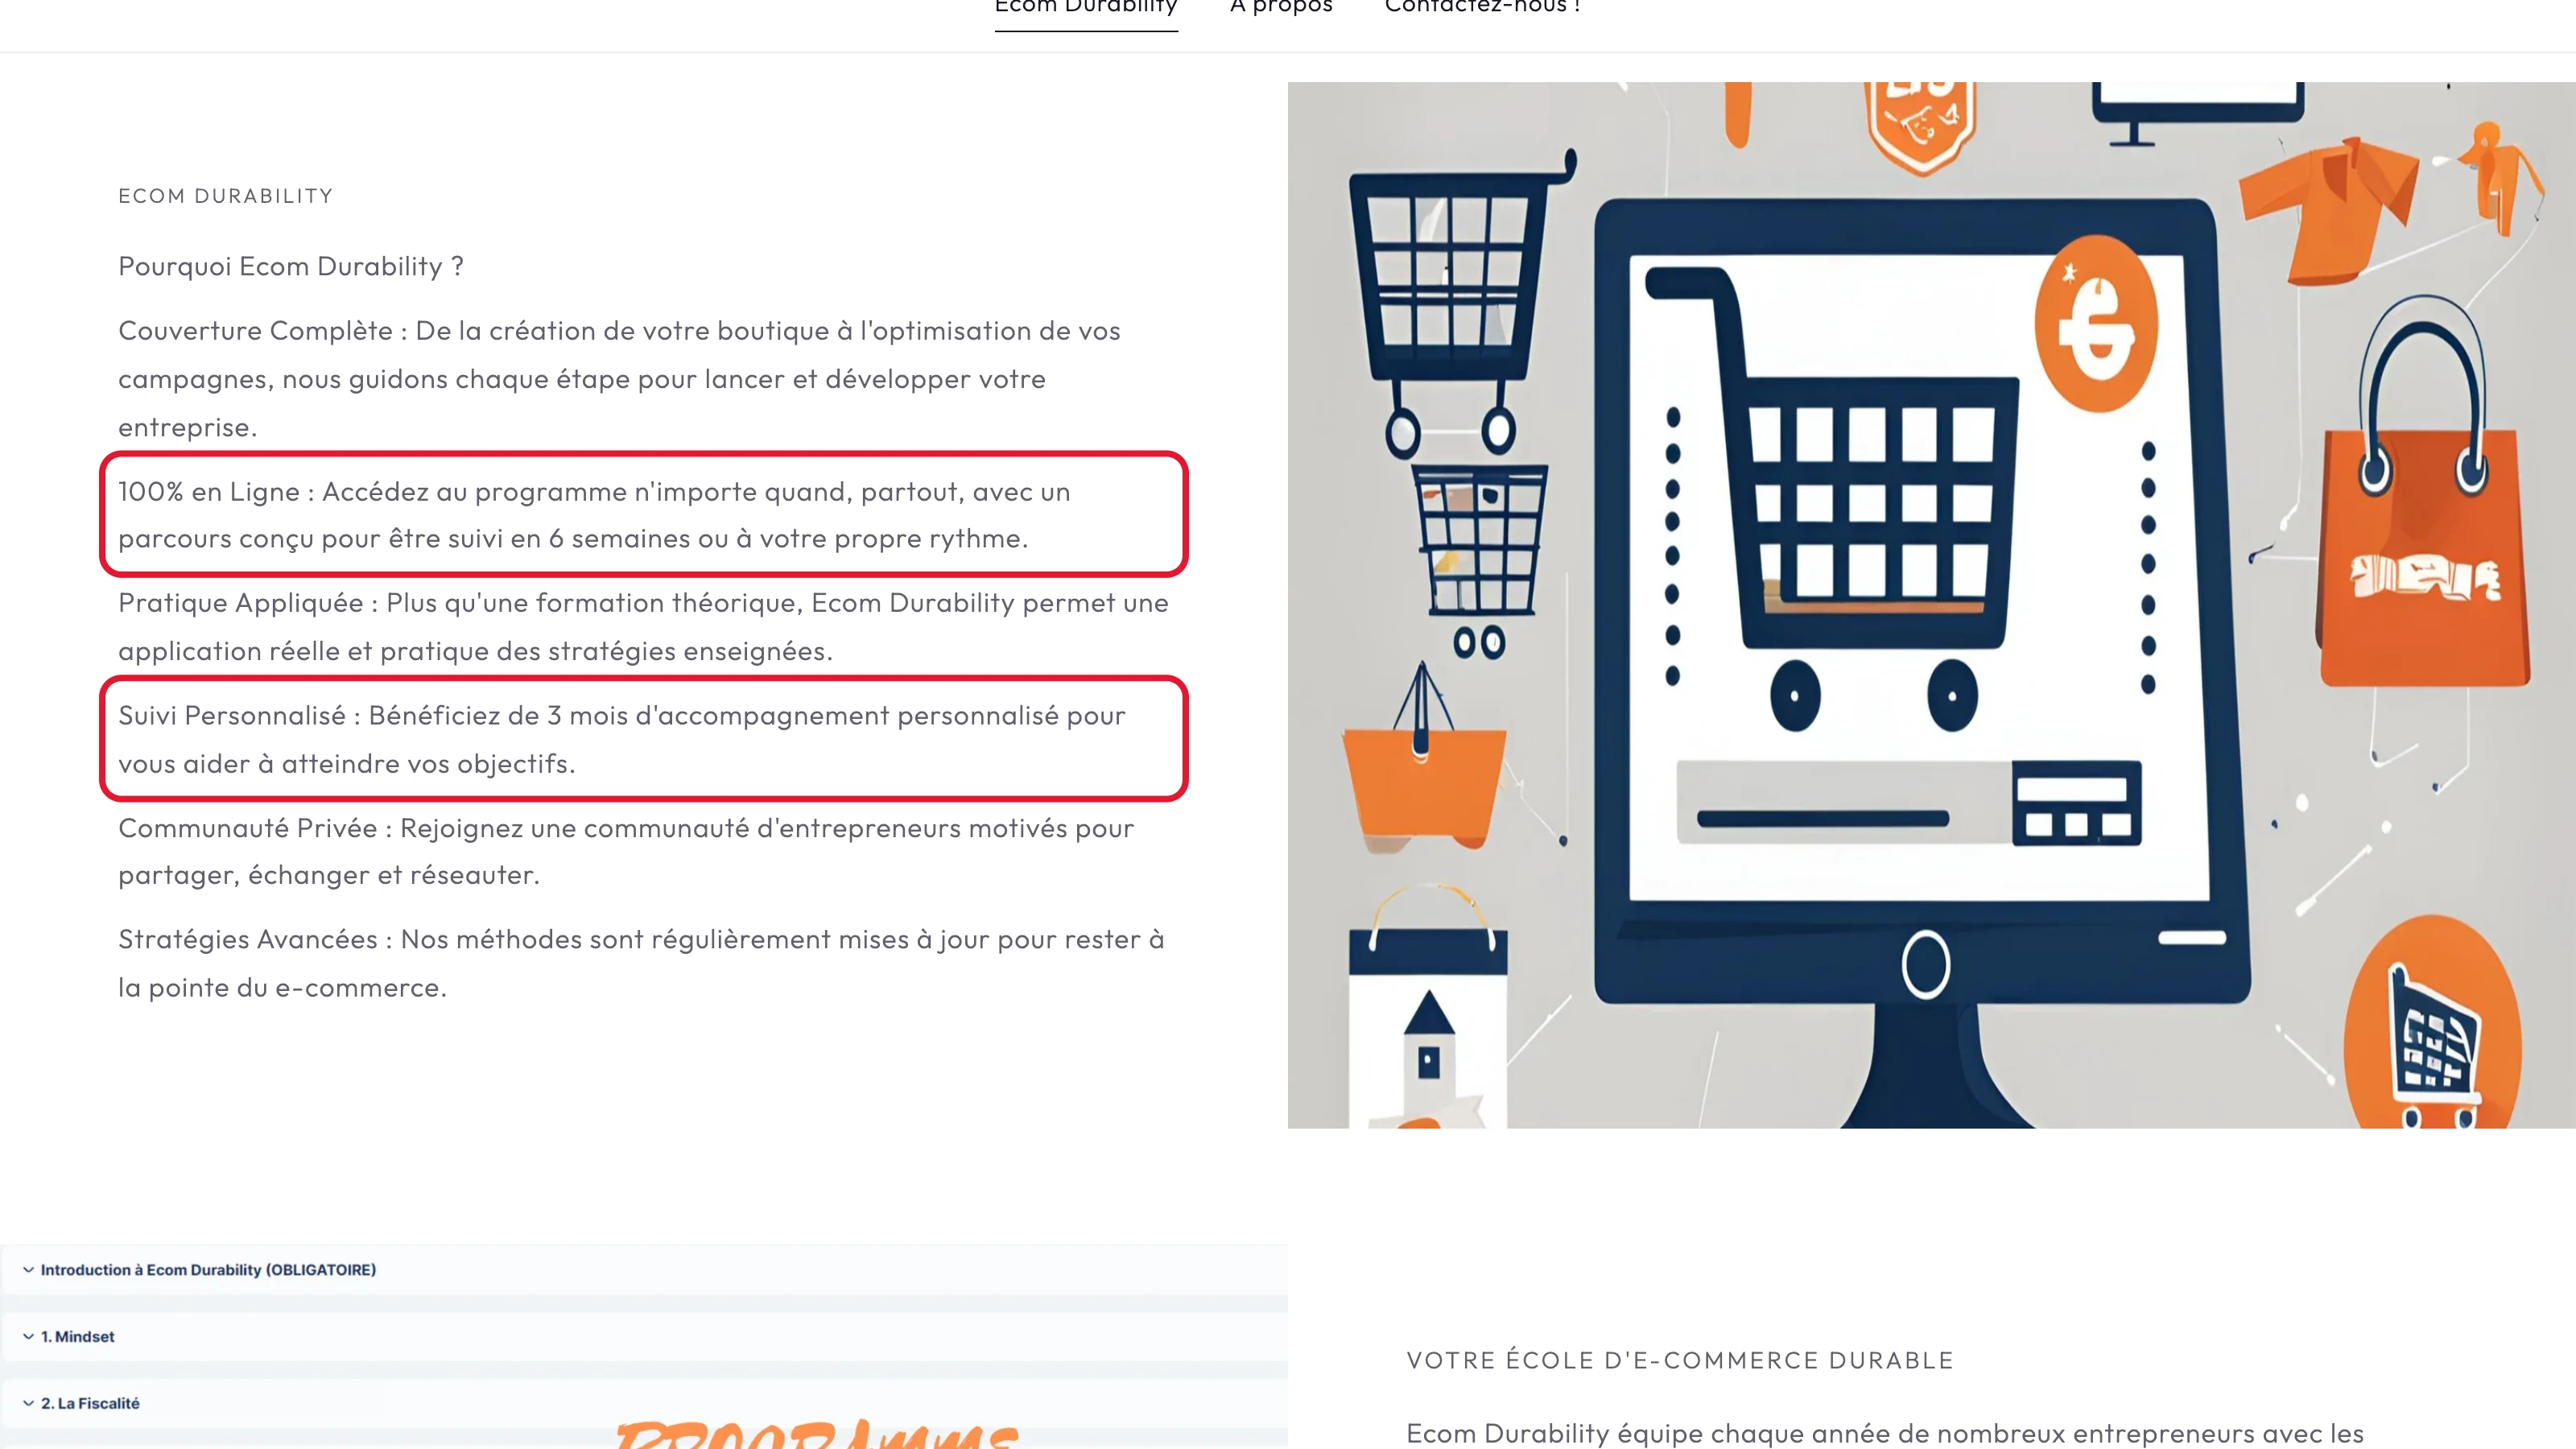 Ecom Durability
À propos
Contactez-nous !
ECOM DURABILITY
Pourquoi Ecom Durability ?
Couverture Complète : De la création de votre boutique à l'optimisation de vos
campagnes, nous guidons chaque étape pour lancer et développer votre
entreprise.
100% en Ligne : Accédez au programme n'importe quand, partout, avec un
parcours conçu pour être suivi en 6 semaines ou à votre propre rythme.
Pratique Appliquée : Plus qu'une formation théorique, Ecom Durability permet une
application réelle et pratique des stratégies enseignées.
Suivi Personnalisé : Bénéficiez de 3 mois d'accompagnement personnalisé pour
vous aider à atteindre vos objectifs.
Communauté Privée : Rejoignez une communauté d'entrepreneurs motivés pour
partager, échanger et réseauter.
Stratégies Avancées : Nos méthodes sont régulièrement mises à jour pour rester à
la pointe du e-commerce.
Introduction à Ecom Durability (OBLIGATOIRE)
1. Mindset
2. La Fiscalité
PROGRAMME
VOTRE ÉCOLE D'E-COMMERCE DURABLE
Ecom Durability équipe chaque année de nombreux entrepreneurs avec les